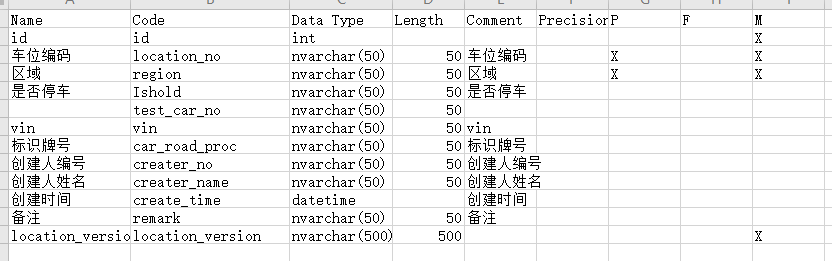 A B C D E F G H I
Name Code Data Type Length Comment Precision P F M
id id int X
车位编码 location_no nvarchar(50) 50 车位编码 X X
区域 region nvarchar(50) 50 区域 X X
是否停车 Ishold nvarchar(50) 50 是否停车
test_car_no nvarchar(50) 50
vin vin nvarchar(50) 50 vin
标识牌号 car_road_proc nvarchar(50) 50 标识牌号
创建人编号 creater_no nvarchar(50) 50 创建人编号
创建人姓名 creater_name nvarchar(50) 50 创建人姓名
创建时间 create_time datetime 创建时间
备注 remark nvarchar(50) 50 备注
location_versio location_version nvarchar(500) 500 X